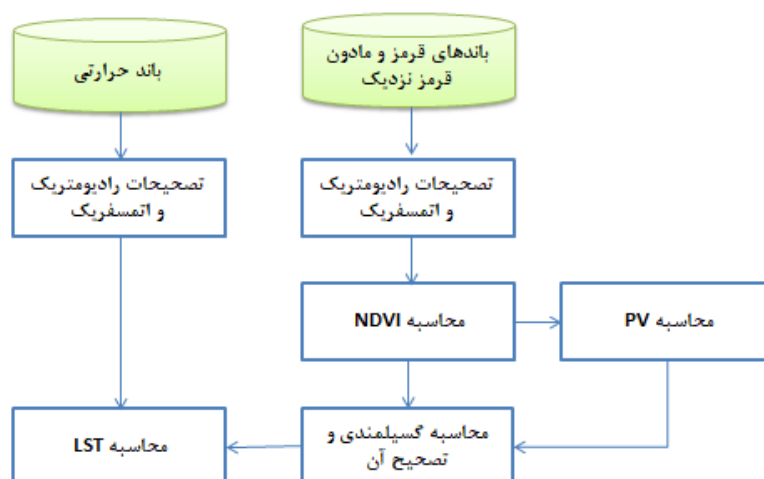 باندهای قرمز و مادون
قرمز نزدیک
باند حرارتی
تصحیحات رادیومتریک
و اتمسفریک
تصحیحات رادیومتریک
و اتمسفریک
محاسبه NDVI
محاسبه PV
محاسبه گسیلمندی و
تصحیح آن
محاسبه LST